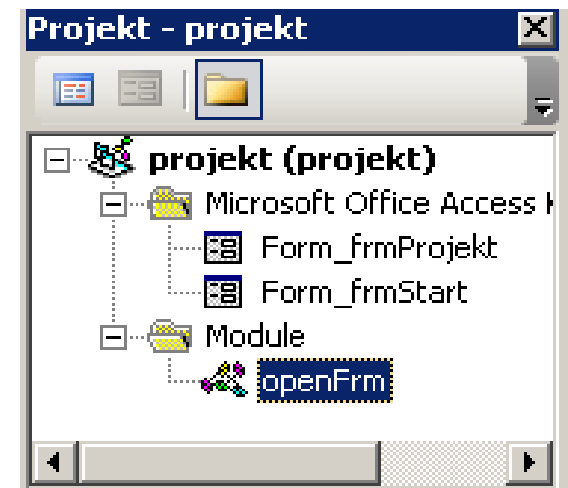 Projekt - projekt
projekt (projekt)
Microsoft Office Access
Form_frmProjekt
Form_frmStart
Module
openFrm